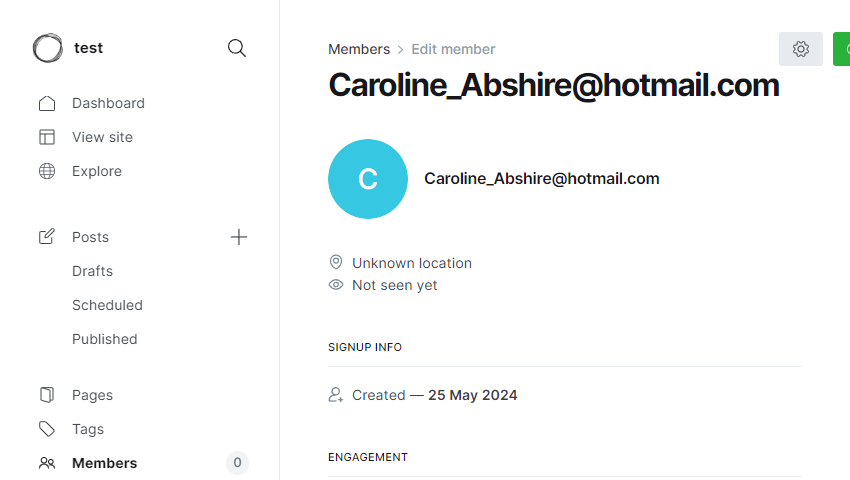 test
Dashboard
View site
Explore
Posts
Drafts
Scheduled
Published
Pages
Tags
Members 0
Members > Edit member
Caroline_Abshire@hotmail.com
C
Caroline_Abshire@hotmail.com
Unknown location
Not seen yet
SIGNUP INFO
Created — 25 May 2024
ENGAGEMENT